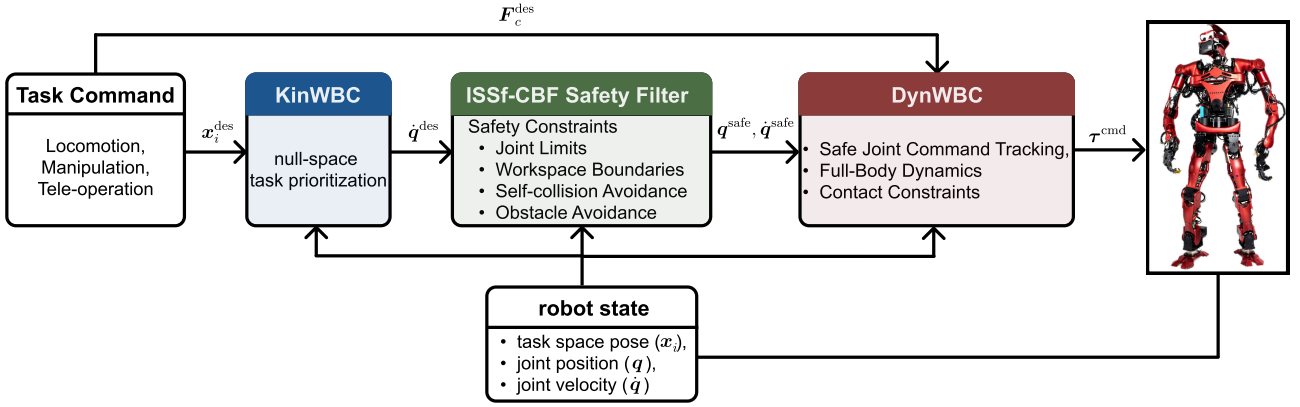 F_c^des
Task Command
Locomotion,
Manipulation,
Tele-operation
x_i^des
KinWBC
null-space
task prioritization
q̇^des
ISSf-CBF Safety Filter
Safety Constraints
• Joint Limits
• Workspace Boundaries
• Self-collision Avoidance
• Obstacle Avoidance
q^safe, q̇^safe
DynWBC
• Safe Joint Command Tracking,
• Full-Body Dynamics
• Contact Constraints
τ^cmd
robot state
• task space pose (x_i),
• joint position (q),
• joint velocity (q̇)